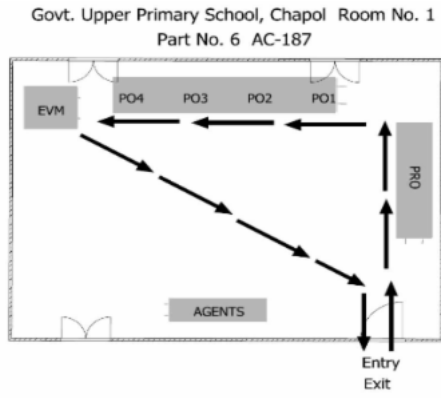 Govt. Upper Primary School, Chapol Room No. 1
Part No. 6 AC-187
EVM
PO4 PO3 PO2 PO1
PRO
AGENTS
Entry
Exit